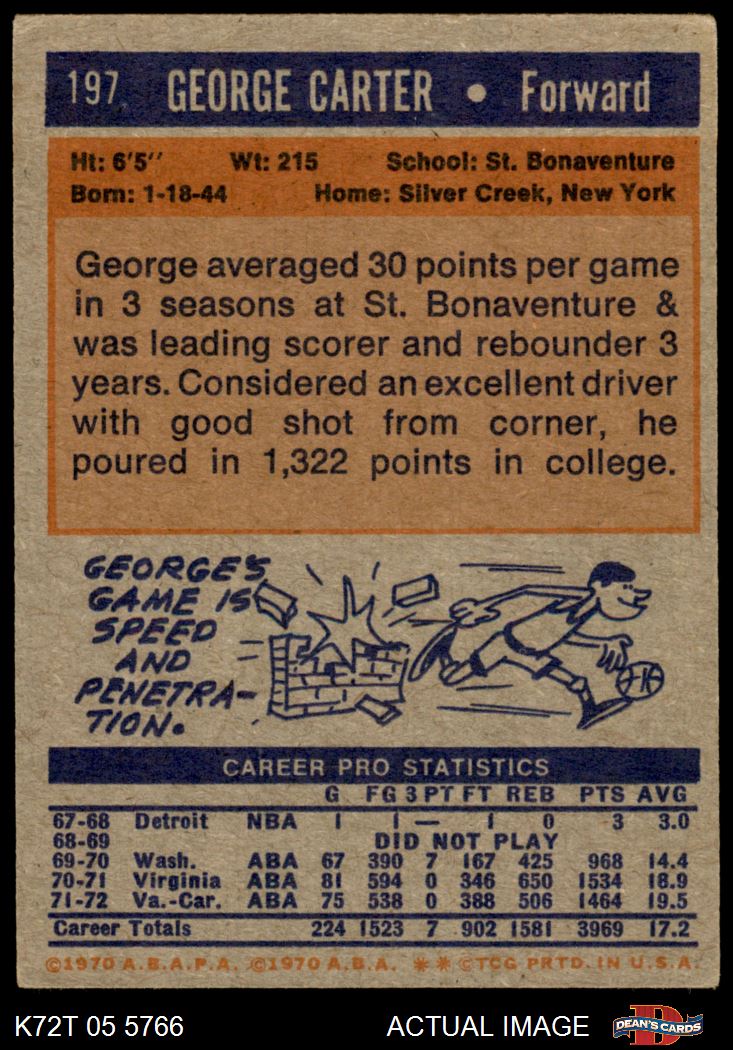 197 GEORGE CARTER • Forward
Ht: 6'5'' Wt: 215 School: St. Bonaventure
Born: 1-18-44 Home: Silver Creek, New York
George averaged 30 points per game
in 3 seasons at St. Bonaventure &
was leading scorer and rebounder 3
years. Considered an excellent driver
with good shot from corner, he
poured in 1,322 points in college.
GEORGE'S
GAME IS
SPEED
AND
PENETRA-
TION.
CAREER PRO STATISTICS
G FG 3PT FT REB PTS AVG
67-68 Detroit NBA 1 1 — 1 0 3 3.0
68-69 DID NOT PLAY
69-70 Wash. ABA 67 390 7 167 425 968 14.4
70-71 Virginia ABA 81 594 0 346 650 1534 18.9
71-72 Va.-Car. ABA 75 538 0 388 506 1464 19.5
Career Totals 224 1523 7 902 1581 3969 17.2
©1970 A.B.A.P.A. ©1970 A.B.A. ** ©TCG PRTD. IN U.S.A.
K72T 05 5766 ACTUAL IMAGE DEAN'S CARDS